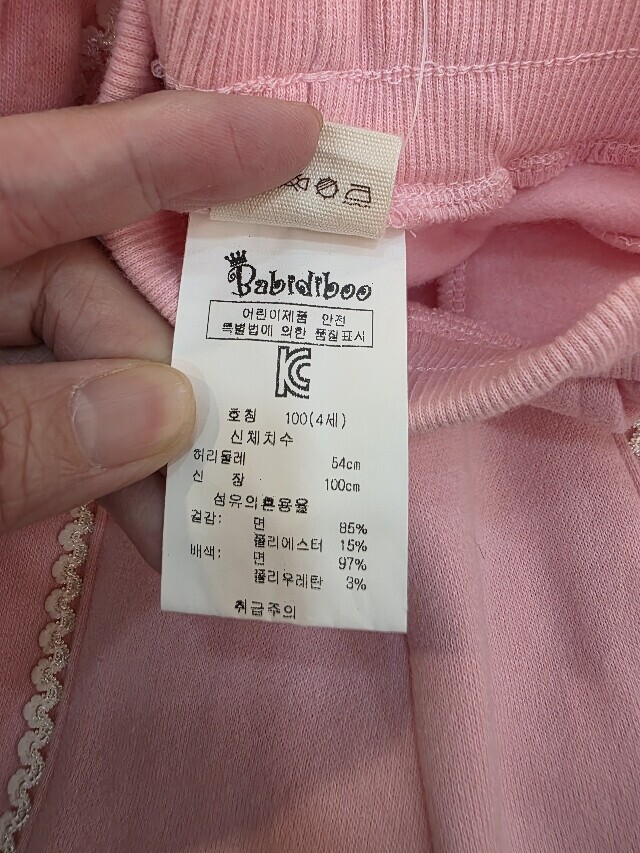 Babidiboo
어린이제품 안전
특별법에 의한 품질표시
KC
호칭 100(4세)
신체치수
허리둘레 54cm
신 장 100cm
섬유의혼용율
겉감: 면 85%
폴리에스터 15%
배색: 면 97%
폴리우레탄 3%
취급주의